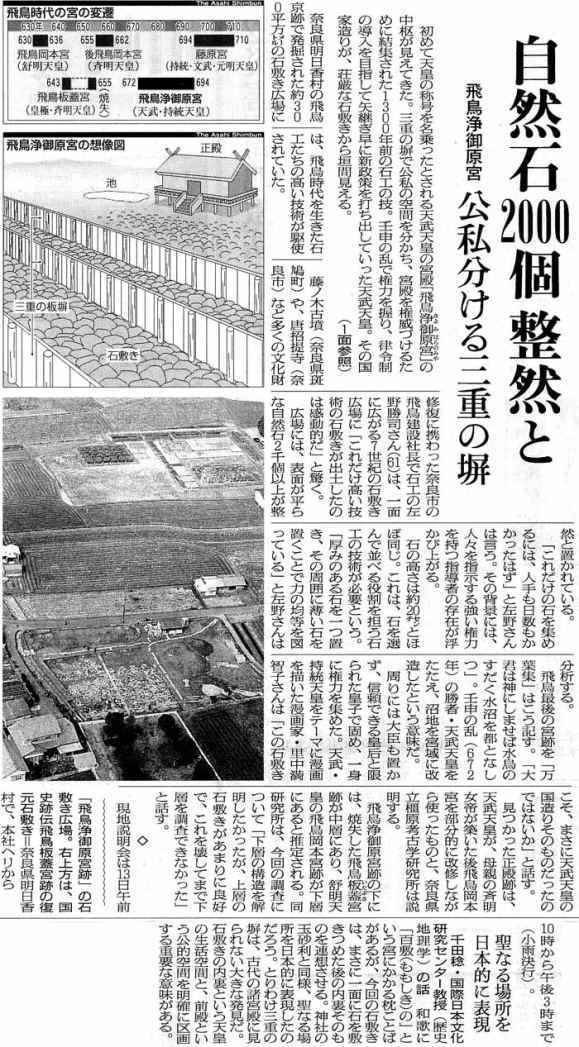 自然石2000個整然と
飛鳥浄御原宮 公私分ける三重の塀
飛鳥時代の宮の変遷
The Asahi Shimbun
630年 640 650 660 670 680 690 700 710
630 636 655 662 694 710
飛鳥岡本宮
(舒明天皇)
後飛鳥岡本宮
(斉明天皇)
藤原宮
(持統・文武・元明天皇)
643 655 672 694
飛鳥板蓋宮
(皇極・斉明天皇)
焼失
飛鳥浄御原宮
(天武・持統天皇)
The Asahi Shimbun
飛鳥浄御原宮の想像図
正殿
池
三重の板塀
石敷き
初めて天皇の称号を名乗ったとされる天武天皇の宮殿「飛鳥浄御原宮」の
中枢が見えてきた。三重の塀で公私の空間を分かち、宮殿を権威づけるた
めに結集された1300年前の石工の技。壬申の乱で権力を握り、律令制
の導入を目指して矢継ぎ早に新政策を打ち出していった天武天皇。その国
家造りが、荘厳な石敷きから垣間見える。
(1面参照)
奈良県明日香村の飛鳥
京跡で発掘された約30
0平方㍍の石敷き広場に
は、飛鳥時代を生きた石
工たちの高い技術が駆使
されていた。
藤ノ木古墳(奈良県斑
鳩町)や、唐招提寺(奈
良市)など多くの文化財
修復に携わった奈良市の
飛鳥建設社長で石工の左
野勝司さん(61)は、一面
に広がる7世紀の石敷き
広場に「これだけ高い技
術の石敷きが出土したの
は感動的だ」と驚く。
広場には、表面が平ら
な自然石2千個以上が整
然と置かれている。
「これだけの石を集め
るには、人手も日数もか
かったはず」と左野さん
は言う。その背景には、
人々を指示する強い権力
を持つ指導者の存在が浮
かび上がる。
石の高さは約20㌢とほ
ぼ同じ。これは、石を選
んで並べる役割を担う石
工の技術が必要という。
「厚みのある石を一つ置
き、その周囲に薄い石を
置くことで力の均等を図
っている」と左野さんは
分析する。
飛鳥最後の宮跡を「万
葉集」はこう記す。「大
君は神にしませば水鳥の
すだく水沼を都となし
つ」。壬申の乱(672
年)の勝者・天武天皇を
たたえ、沼地を宮域に改
造したという意味だ。
周りには大臣も置か
ず、信頼できる皇后と限
られた皇子で固め、一身
に権力を集めた。天武・
持統天皇をテーマに漫画
を描いた漫画家・里中満
智子さんは「この石敷き
こそ、まさに天武天皇の
国造りそのものだったの
ではないか」と話す。
見つかった正殿跡は、
天武天皇が、母親の斉明
女帝が築いた後飛鳥岡本
宮を部分的に改修しなが
ら使ったものと、奈良県
立橿原考古学研究所は説
明する。
飛鳥浄御原宮跡の下に
は、焼失した飛鳥板蓋宮
跡が中層にあり、舒明天
皇の飛鳥岡本宮跡が下層
にあると推定される。同
研究所は、今回の調査に
ついて「下層の構造を解
明したかったが、上層の
石敷きがあまりに良好
で、これを壊してまで下
層を調査できなかった」
と話す。
◇
現地説明会は13日午前
10時から午後3時まで
(小雨決行)。
「飛鳥浄御原宮跡」の石
敷き広場。右上方は、国
史跡伝飛鳥板蓋宮跡の復
元石敷き=奈良県明日香
村で、本社ヘリから
聖なる場所を
日本的に表現
千田稔・国際日本文化
研究センター教授(歴史
地理学)の話 和歌に
「百敷(ももしき)の」と
いう宮にかかる枕ことば
があるが、今回の石敷き
は、まさに一面に石を敷
きつめた後の内裏そのも
のを連想させる。神社の
玉砂利と同様、聖なる場
所を日本的に表現したの
だろう。とりわけ三重の
塀は、古代の諸宮殿に見
られない大きな発見だ。
石敷きの内裏という天皇
の生活空間と、前殿とい
う公的空間を明確に区画
する重要な意味がある。